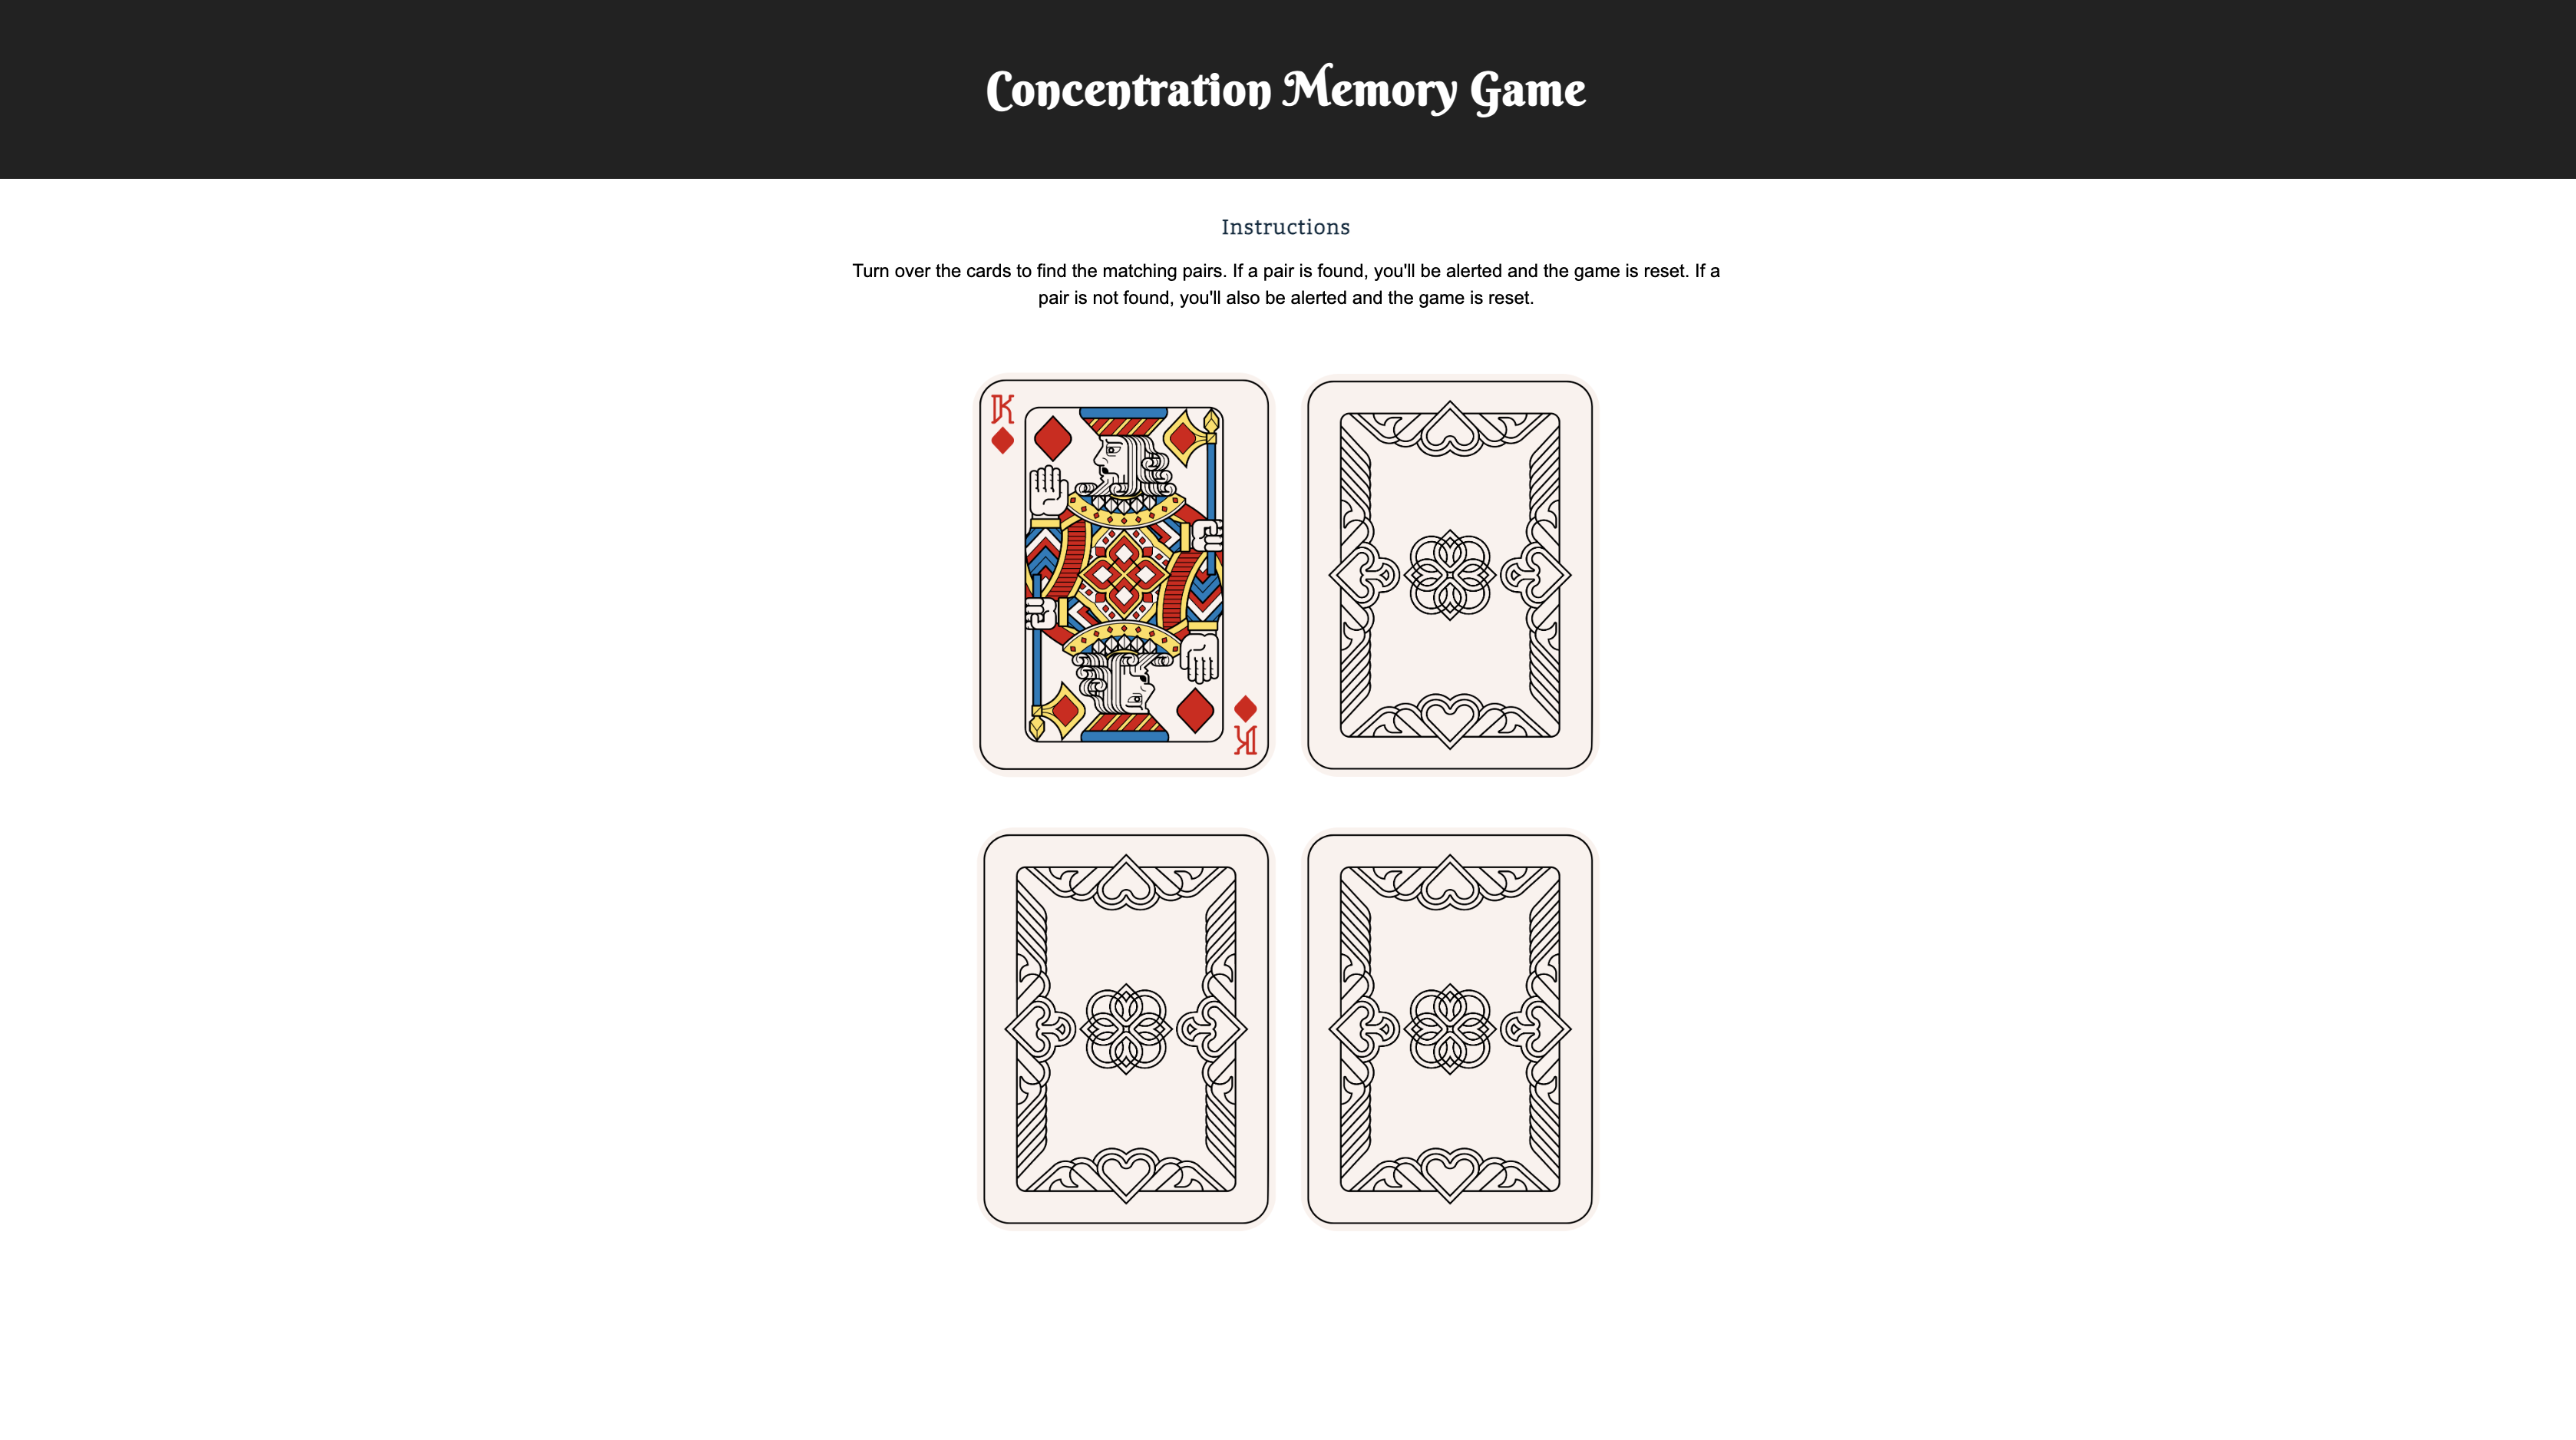 Concentration Memory Game
Instructions
Turn over the cards to find the matching pairs. If a pair is found, you'll be alerted and the game is reset. If a
pair is not found, you'll also be alerted and the game is reset.
K
K